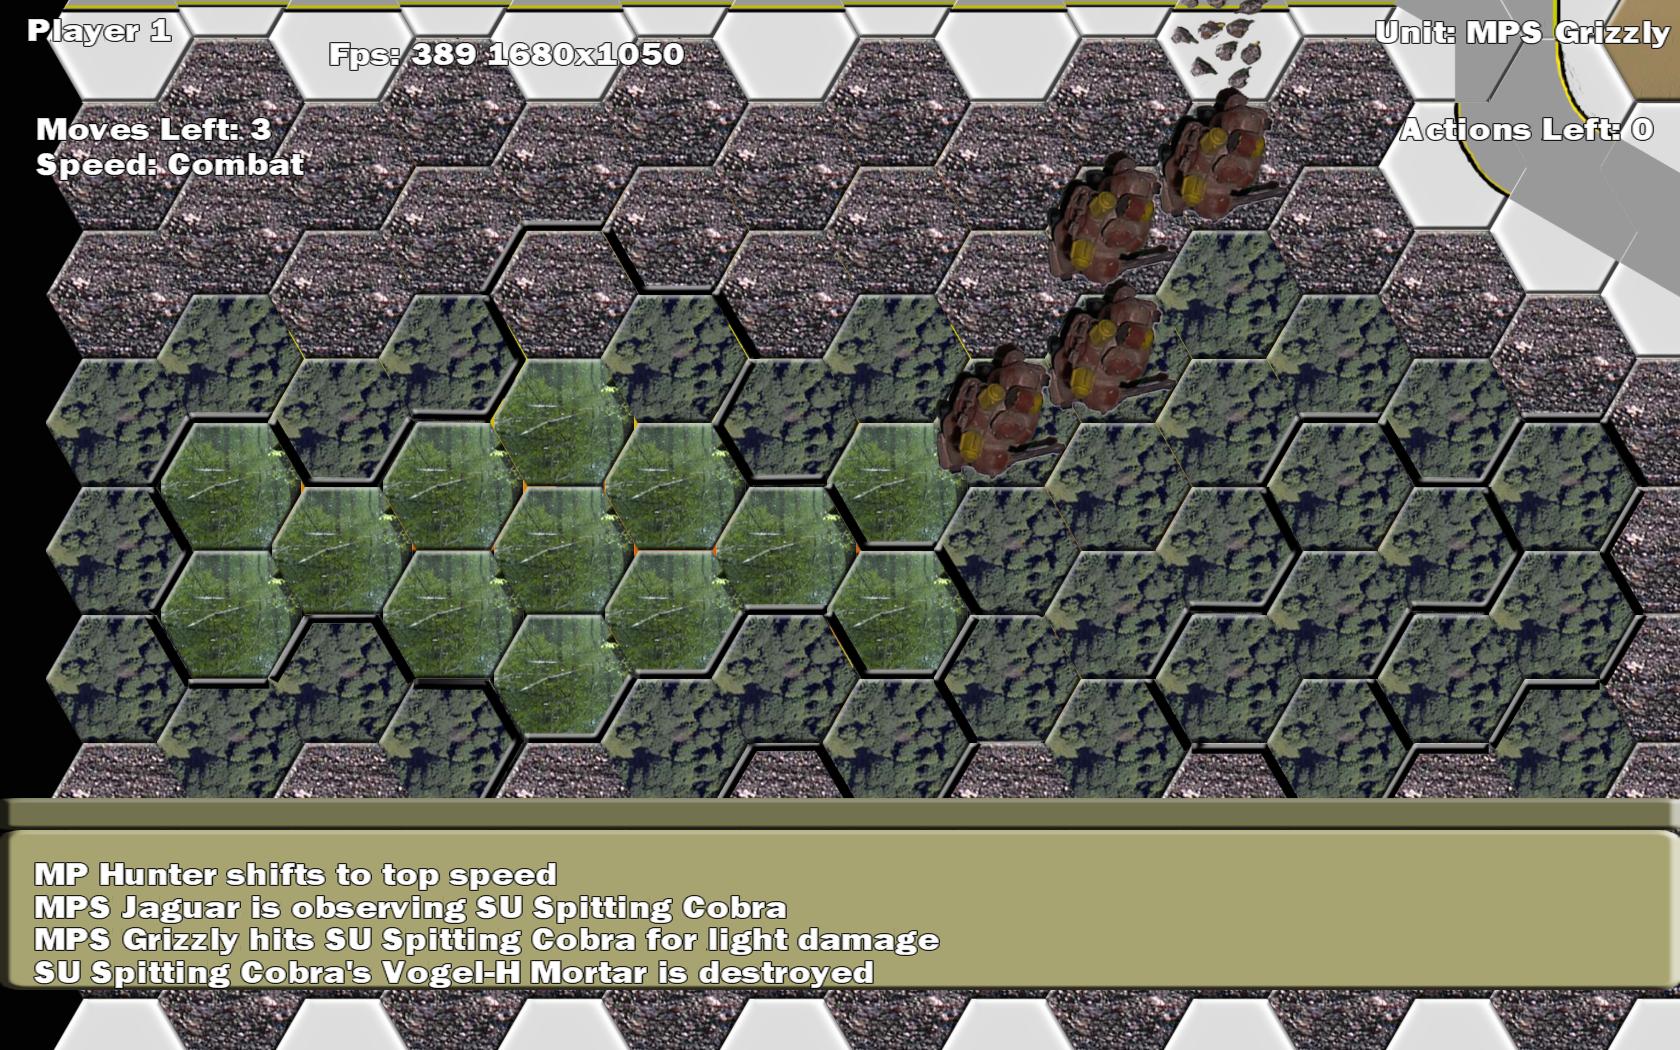 Player 1
Fps: 389 1680x1050
Unit: MPS Grizzly
Moves Left: 3
Actions Left: 0
Speed: Combat
MP Hunter shifts to top speed
MPS Jaguar is observing SU Spitting Cobra
MPS Grizzly hits SU Spitting Cobra for light damage
SU Spitting Cobra's Vogel-H Mortar is destroyed